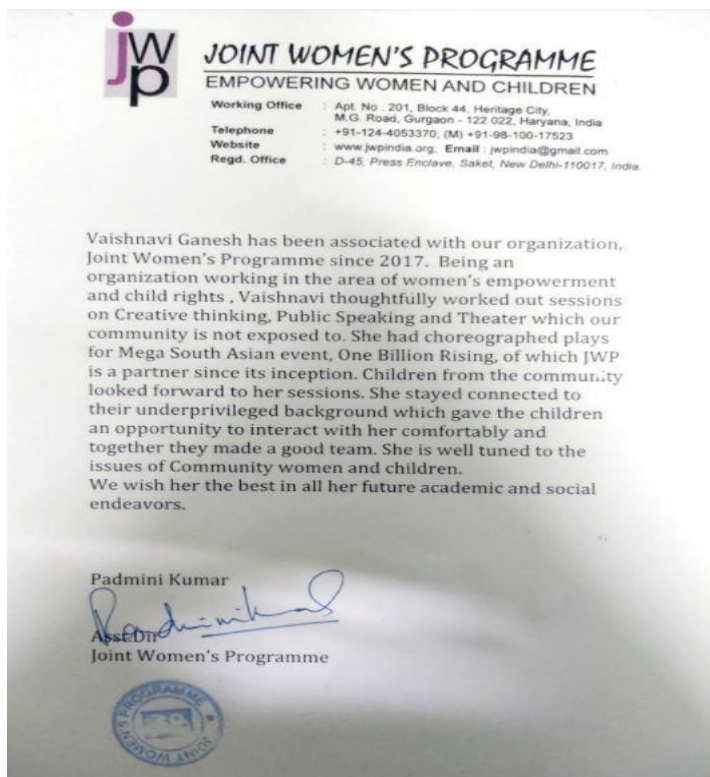 jwp
JOINT WOMEN'S PROGRAMME
EMPOWERING WOMEN AND CHILDREN
Working Office : Apt. No . 201, Block 44, Heritage City,
M.G. Road, Gurgaon - 122 022, Haryana, India
Telephone : +91-124-4053370; (M) +91-98-100-17523
Website : www.jwpindia.org; Email : jwpindia@gmail.com
Regd. Office : D-45, Press Enclave, Saket, New Delhi-110017, India.
Vaishnavi Ganesh has been associated with our organization,
Joint Women's Programme since 2017. Being an
organization working in the area of women's empowerment
and child rights , Vaishnavi thoughtfully worked out sessions
on Creative thinking, Public Speaking and Theater which our
community is not exposed to. She had choreographed plays
for Mega South Asian event, One Billion Rising, of which JWP
is a partner since its inception. Children from the community
looked forward to her sessions. She stayed connected to
their underprivileged background which gave the children
an opportunity to interact with her comfortably and
together they made a good team. She is well tuned to the
issues of Community women and children.
We wish her the best in all her future academic and social
endeavors.
Padmini Kumar
Padminikumar
Asst.Dir
Joint Women's Programme
JOINT WOMEN'S PROGRAMME